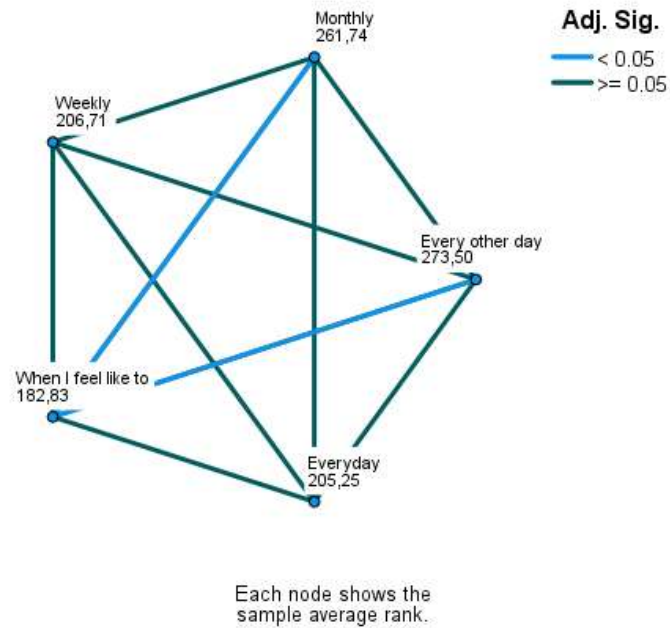 Monthly
261,74
Adj. Sig.
< 0.05
>= 0.05
Weekly
206,71
Every other day
273,50
When I feel like to
182,83
Everyday
205,25
Each node shows the
sample average rank.